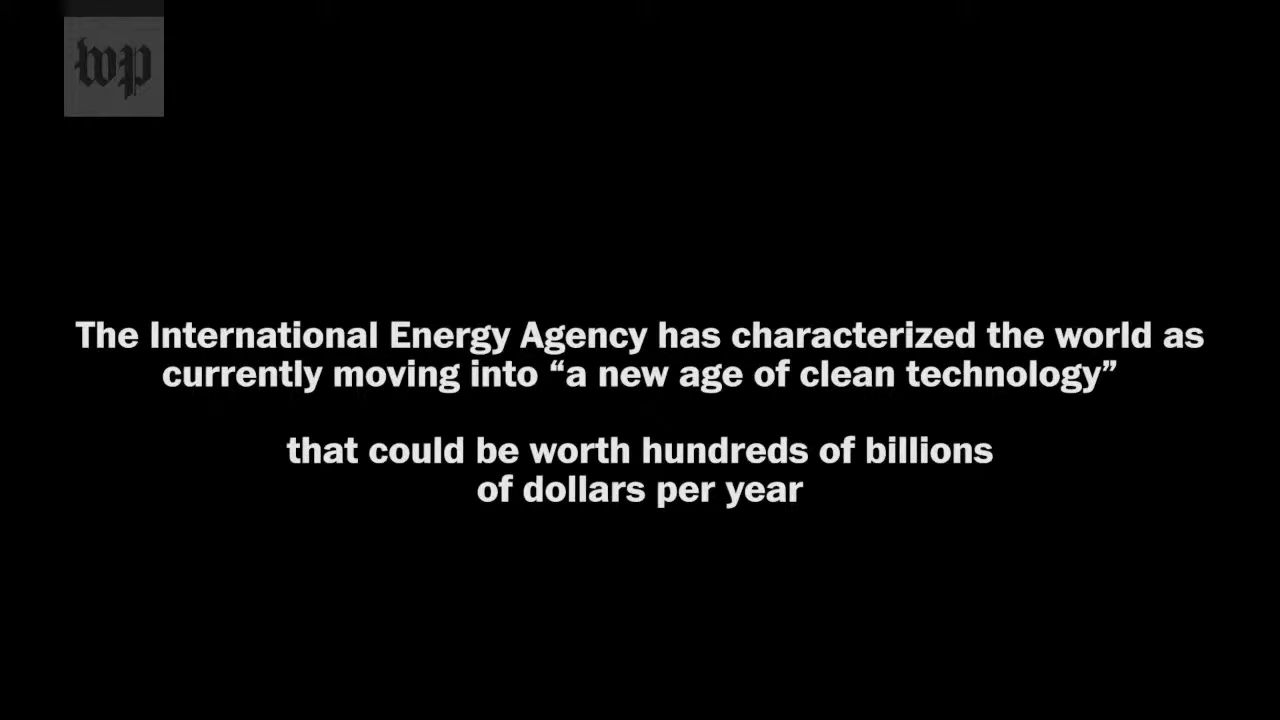 wp
The International Energy Agency has characterized the world as
currently moving into “a new age of clean technology”
that could be worth hundreds of billions
of dollars per year